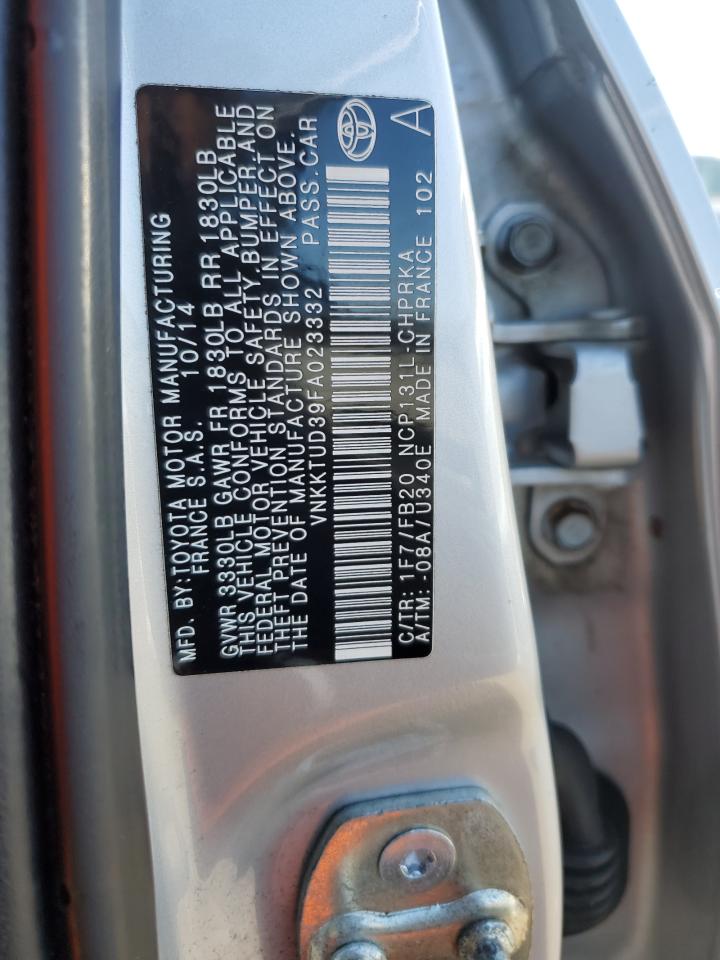 MFD. BY: TOYOTA MOTOR MANUFACTURING
FRANCE S.A.S. 10/14
GVWR 3330LB GAWR FR 1830LB RR 1830LB
THIS VEHICLE CONFORMS TO ALL APPLICABLE
FEDERAL MOTOR VEHICLE SAFETY, BUMPER, AND
THEFT PREVENTION STANDARDS IN EFFECT ON
THE DATE OF MANUFACTURE SHOWN ABOVE.
VNKKTUD39FA023332 PASS.CAR
C/TR: 1F7/FB20 NCP131L-CHPRKA
A/TM: -08A/U340E MADE IN FRANCE 102 A